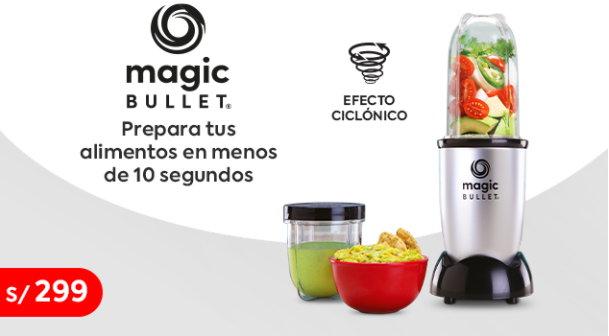 magic
BULLET®
Prepara tus
alimentos en menos
de 10 segundos
EFECTO
CICLÓNICO
magic
BULLET®
S/ 299